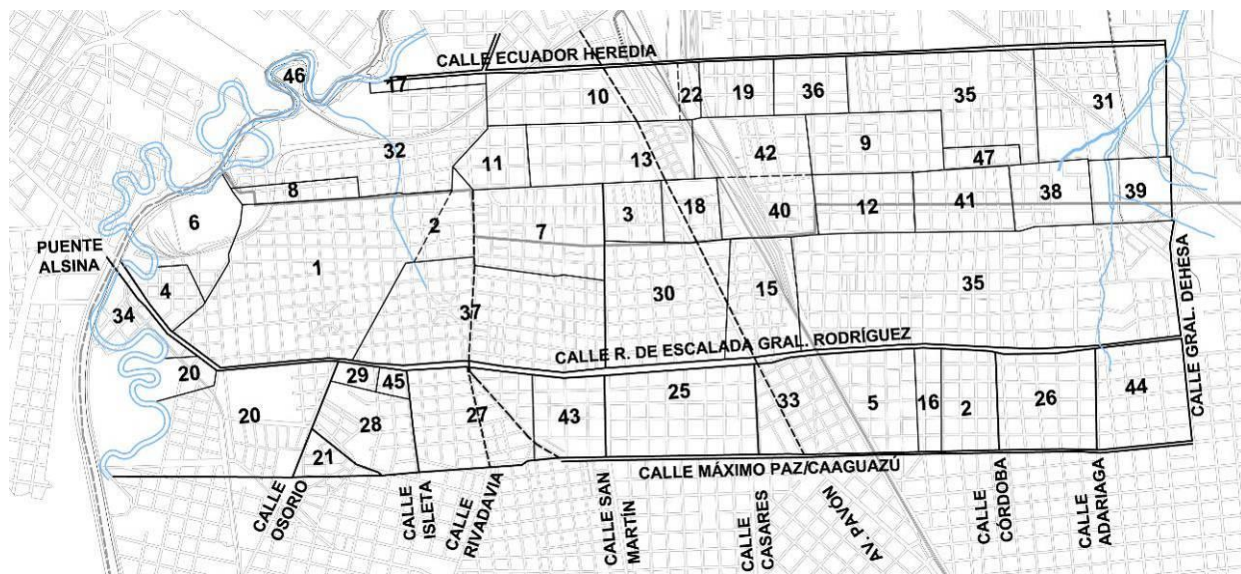 CALLE ECUADOR HEREDIA
46
17
10
22
19
36
35
31
32
11
13
42
9
47
8
6
2
3
18
40
12
41
38
39
7
PUENTE
ALSINA
1
4
34
37
30
15
35
CALLE GRAL. DEHESA
CALLE R. DE ESCALADA GRAL. RODRÍGUEZ
20
29
45
20
28
27
43
25
33
5
16
2
26
44
21
CALLE MÁXIMO PAZ/CAAGUAZÚ
CALLE
OSORIO
CALLE
ISLETA
CALLE
RIVADAVIA
CALLE SAN
MARTÍN
CALLE
CASARES
AV. PAVÓN
CALLE
CÓRDOBA
CALLE
ADARIAGA